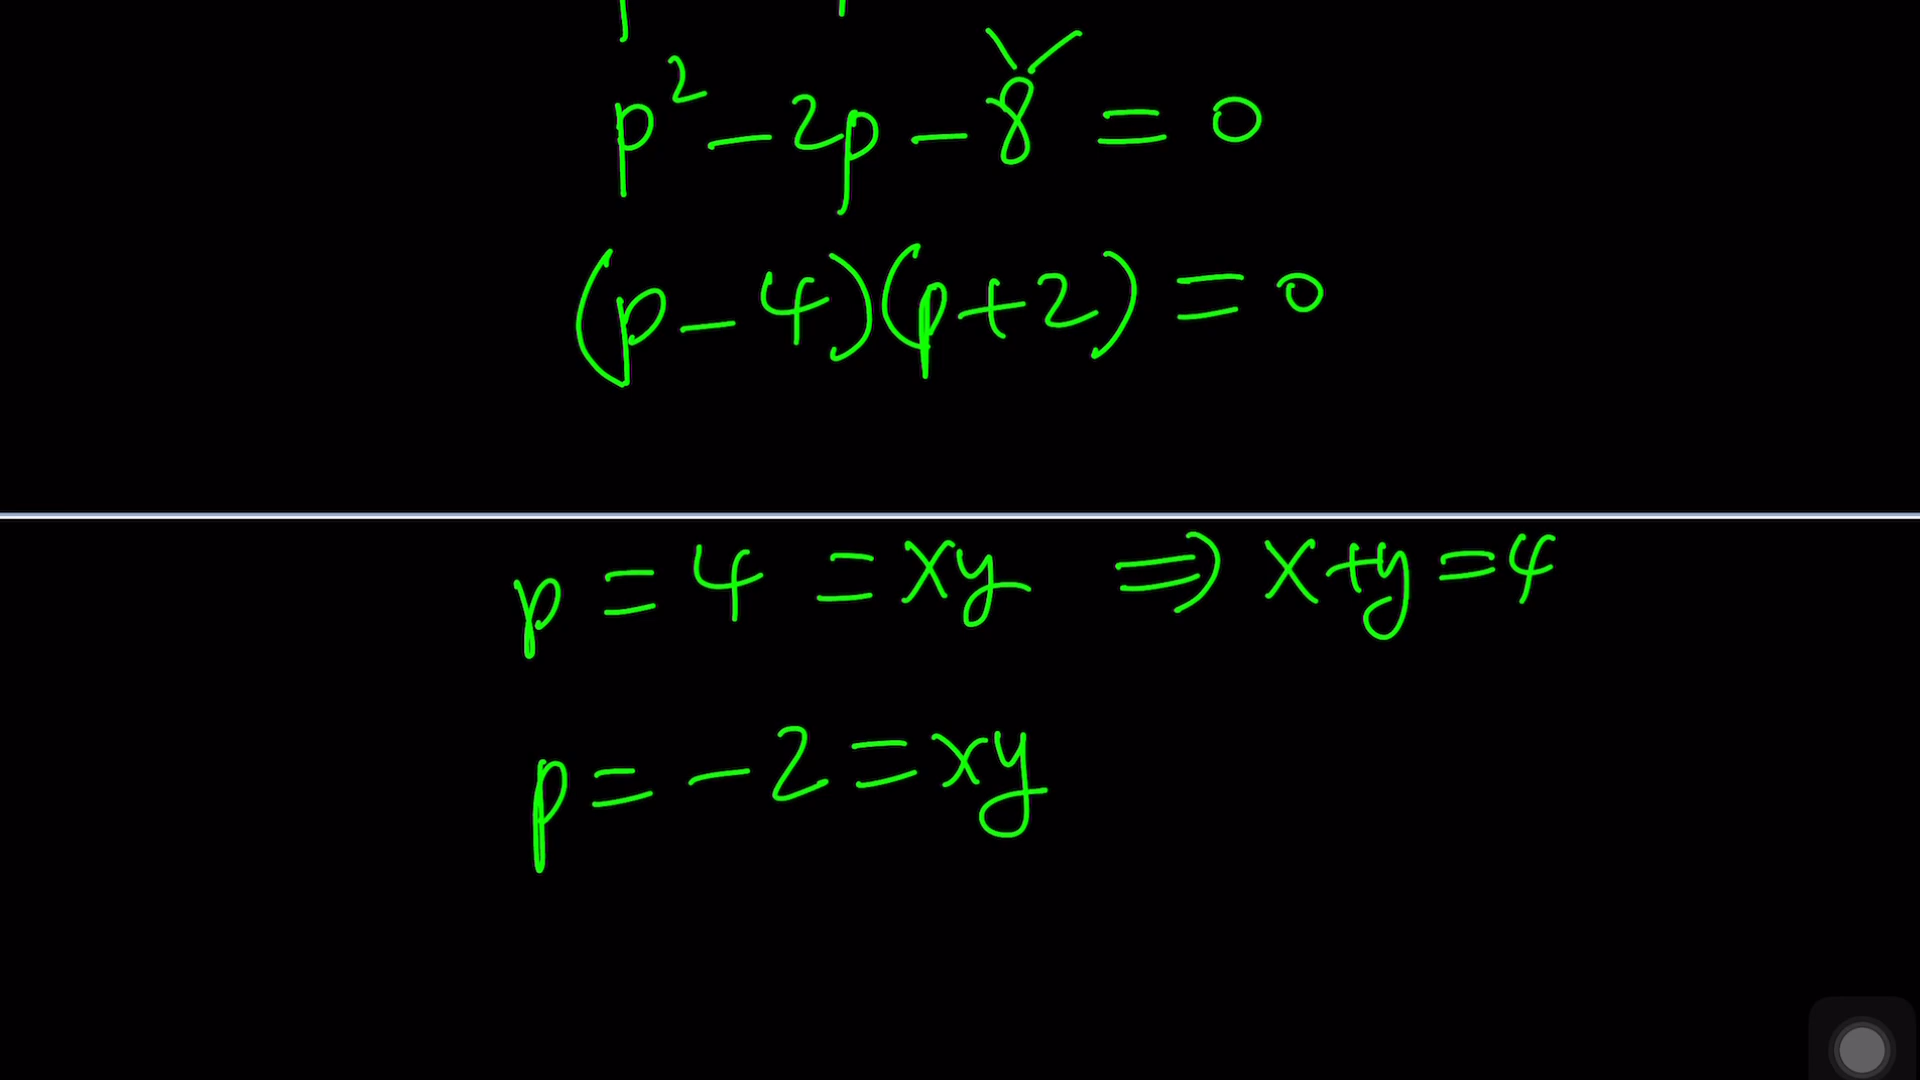 p² - 2p - 8 = 0
(p - 4)(p + 2) = 0
p = 4 = xy ⇒ x + y = 4
p = -2 = xy